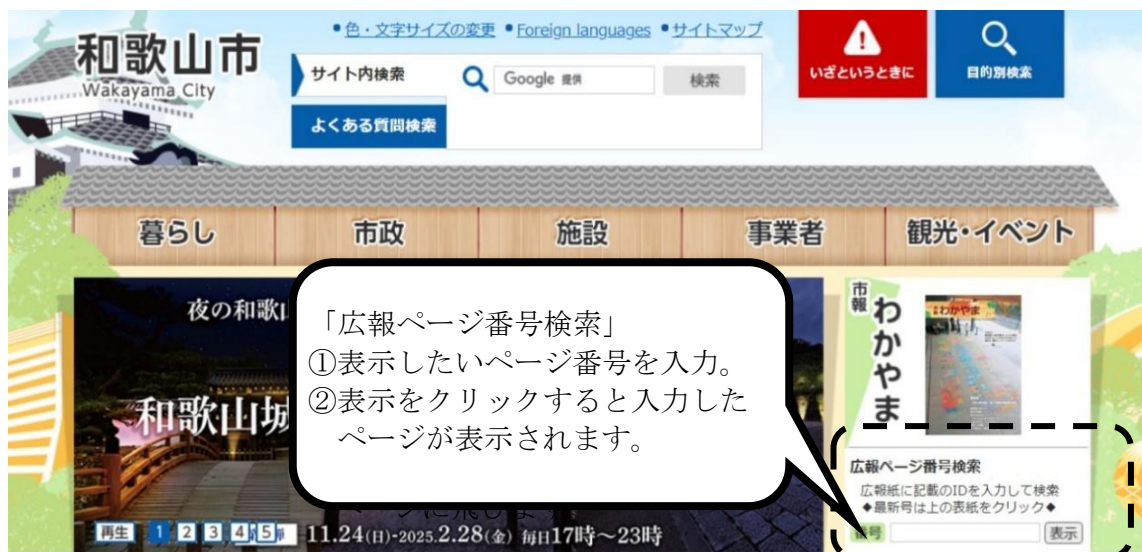 和歌山市
Wakayama City
色・文字サイズの変更
Foreign languages
サイトマップ
サイト内検索
Google 提供
検索
よくある質問検索
いざというときに
目的別検索
暮らし
市政
施設
事業者
観光・イベント
夜の和歌
和歌山城
「広報ページ番号検索」
①表示したいページ番号を入力。
②表示をクリックすると入力した
ページが表示されます。
再生 1 2 3 4 5
11.24(日)-2025.2.28(金) 毎日17時～23時
市報
わかやま
広報ページ番号検索
広報紙に記載のIDを入力して検索
◆最新号は上の表紙をクリック◆
番号
表示